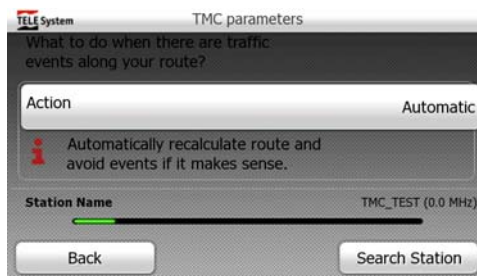 TELE System
TMC parameters
What to do when there are traffic
events along your route?
Action
Automatic
Automatically recalculate route and
avoid events if it makes sense.
Station Name
TMC_TEST (0.0 MHz)
Back
Search Station